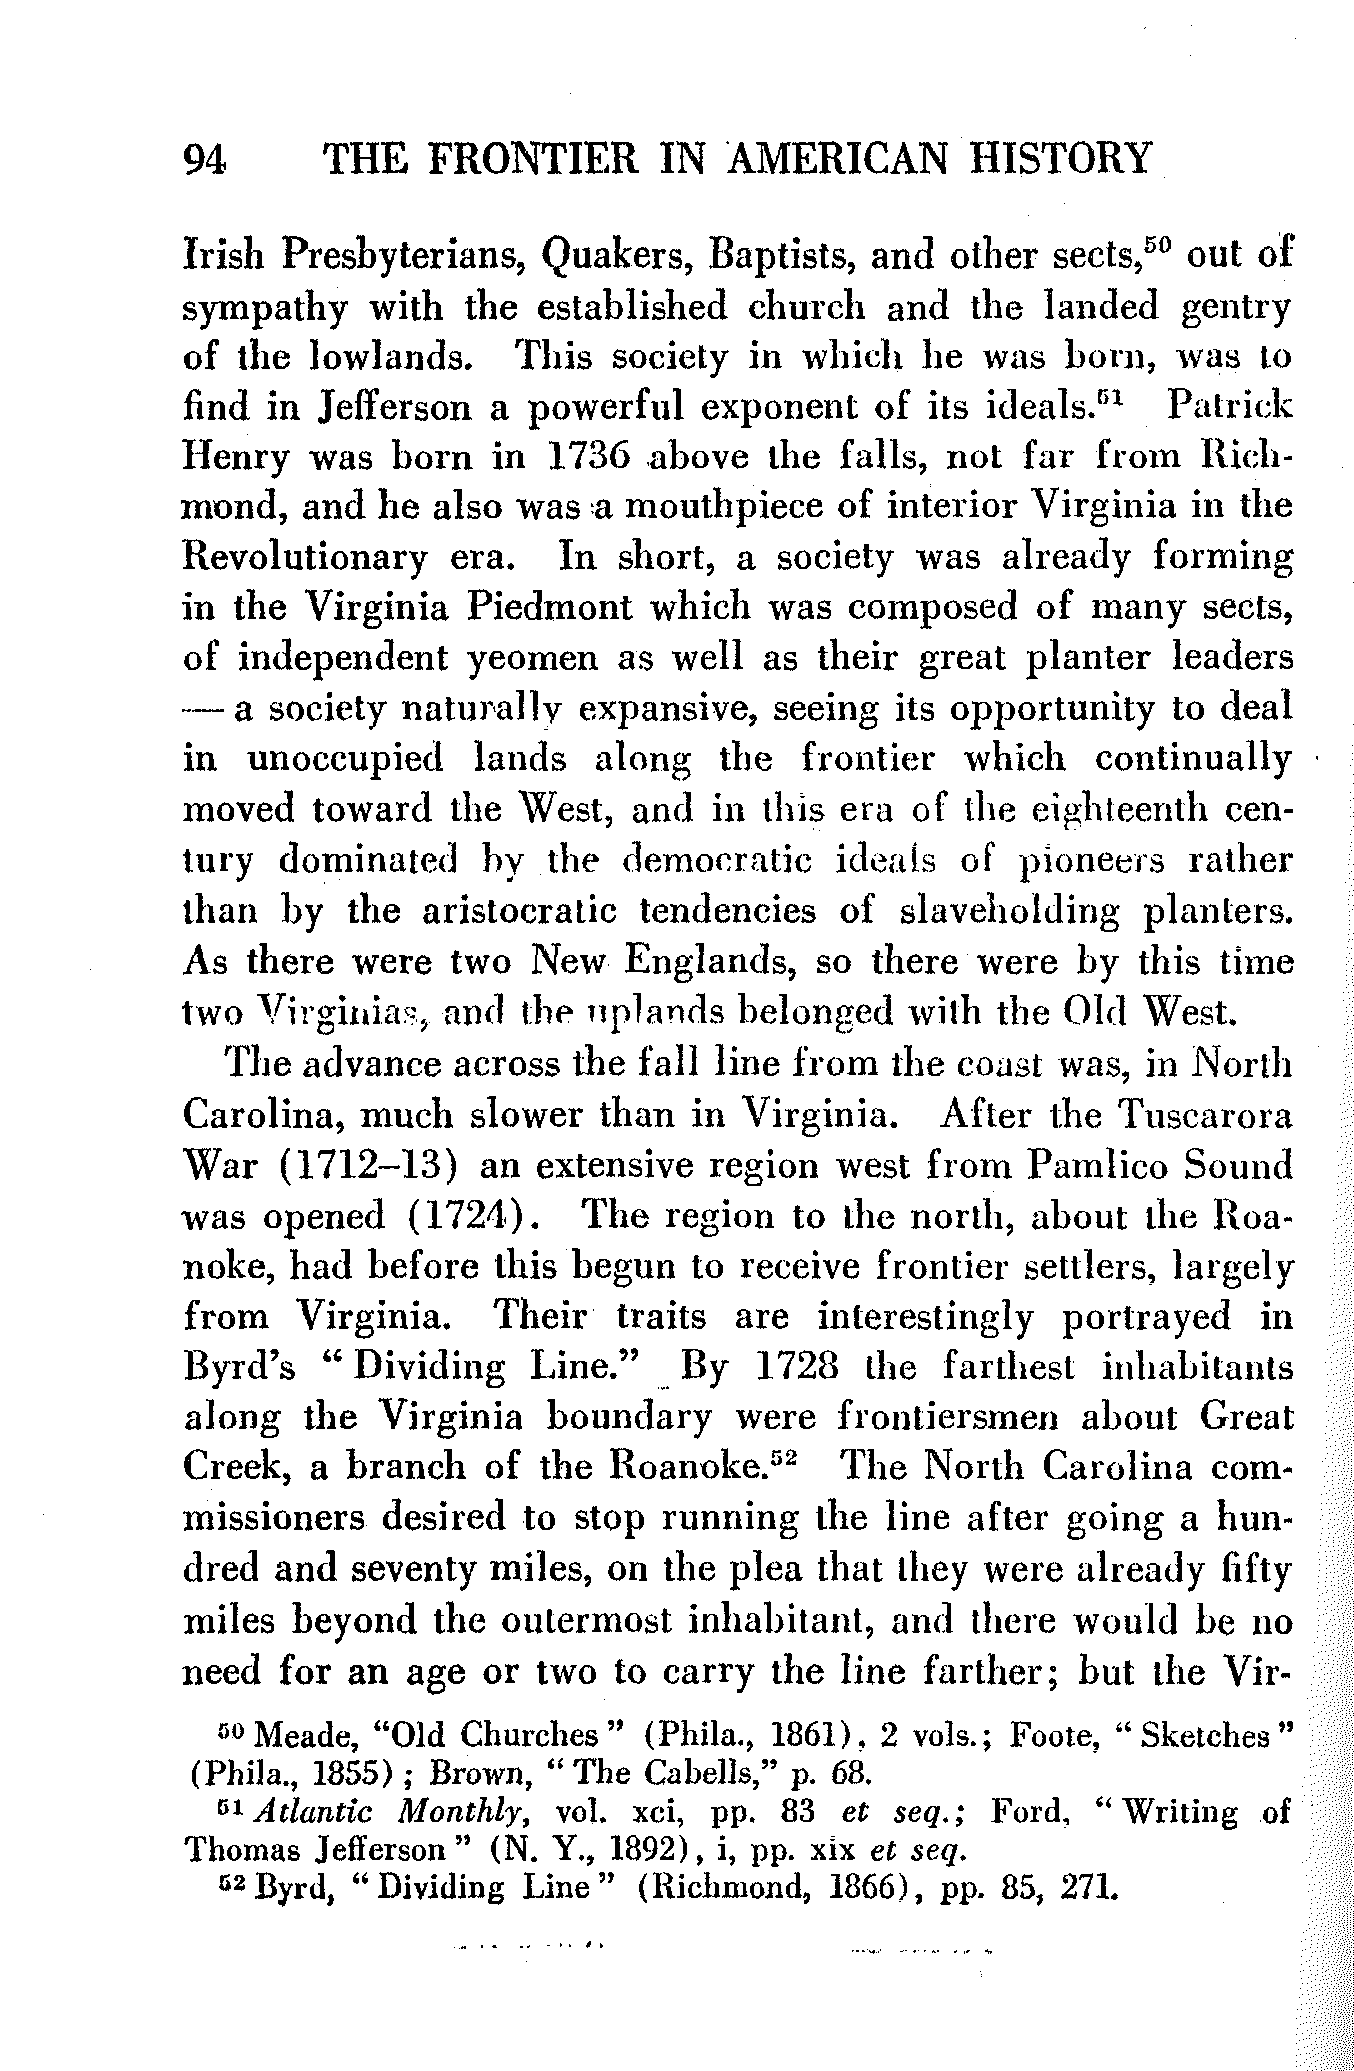 94 THE FRONTIER IN AMERICAN HISTORY
Irish Presbyterians, Quakers, Baptists, and other sects,⁵⁰ out of
sympathy with the established church and the landed gentry
of the lowlands. This society in which he was born, was to
find in Jefferson a powerful exponent of its ideals.⁵¹ Patrick
Henry was born in 1736 above the falls, not far from Rich-
mond, and he also was a mouthpiece of interior Virginia in the
Revolutionary era. In short, a society was already forming
in the Virginia Piedmont which was composed of many sects,
of independent yeomen as well as their great planter leaders
— a society naturally expansive, seeing its opportunity to deal
in unoccupied lands along the frontier which continually
moved toward the West, and in this era of the eighteenth cen-
tury dominated by the democratic ideals of pioneers rather
than by the aristocratic tendencies of slaveholding planters.
As there were two New Englands, so there were by this time
two Virginias, and the uplands belonged with the Old West.
The advance across the fall line from the coast was, in North
Carolina, much slower than in Virginia. After the Tuscarora
War (1712–13) an extensive region west from Pamlico Sound
was opened (1724). The region to the north, about the Roa-
noke, had before this begun to receive frontier settlers, largely
from Virginia. Their traits are interestingly portrayed in
Byrd's " Dividing Line." By 1728 the farthest inhabitants
along the Virginia boundary were frontiersmen about Great
Creek, a branch of the Roanoke.⁵² The North Carolina com-
missioners desired to stop running the line after going a hun-
dred and seventy miles, on the plea that they were already fifty
miles beyond the outermost inhabitant, and there would be no
need for an age or two to carry the line farther; but the Vir-
⁵⁰ Meade, "Old Churches " (Phila., 1861), 2 vols.; Foote, " Sketches "
(Phila., 1855) ; Brown, " The Cabells," p. 68.
⁵¹ Atlantic Monthly, vol. xci, pp. 83 et seq.; Ford, " Writing of
Thomas Jefferson " (N. Y., 1892), i, pp. xix et seq.
⁵² Byrd, " Dividing Line " (Richmond, 1866), pp. 85, 271.